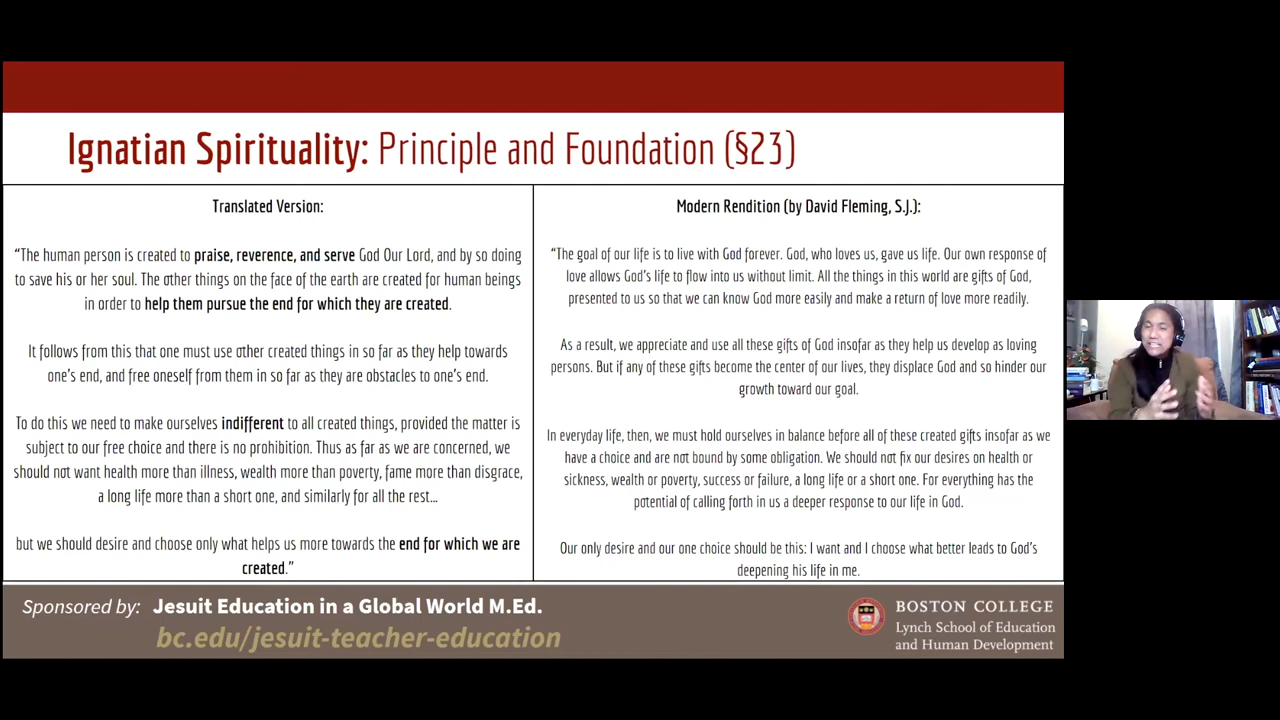 Ignatian Spirituality: Principle and Foundation (§23)
Translated Version:
“The human person is created to praise, reverence, and serve God Our Lord, and by so doing
to save his or her soul. The other things on the face of the earth are created for human beings
in order to help them pursue the end for which they are created.
It follows from this that one must use other created things in so far as they help towards
one's end, and free oneself from them in so far as they are obstacles to one's end.
To do this we need to make ourselves indifferent to all created things, provided the matter is
subject to our free choice and there is no prohibition. Thus as far as we are concerned, we
should not want health more than illness, wealth more than poverty, fame more than disgrace,
a long life more than a short one, and similarly for all the rest...
but we should desire and choose only what helps us more towards the end for which we are
created.”
Modern Rendition (by David Fleming, S.J.):
“The goal of our life is to live with God forever. God, who loves us, gave us life. Our own response of
love allows God's life to flow into us without limit. All the things in this world are gifts of God,
presented to us so that we can know God more easily and make a return of love more readily.
As a result, we appreciate and use all these gifts of God insofar as they help us develop as loving
persons. But if any of these gifts become the center of our lives, they displace God and so hinder our
growth toward our goal.
In everyday life, then, we must hold ourselves in balance before all of these created gifts insofar as we
have a choice and are not bound by some obligation. We should not fix our desires on health or
sickness, wealth or poverty, success or failure, a long life or a short one. For everything has the
potential of calling forth in us a deeper response to our life in God.
Our only desire and our one choice should be this: I want and I choose what better leads to God's
deepening his life in me.
Sponsored by: Jesuit Education in a Global World M.Ed.
bc.edu/jesuit-teacher-education
BOSTON COLLEGE
Lynch School of Education
and Human Development